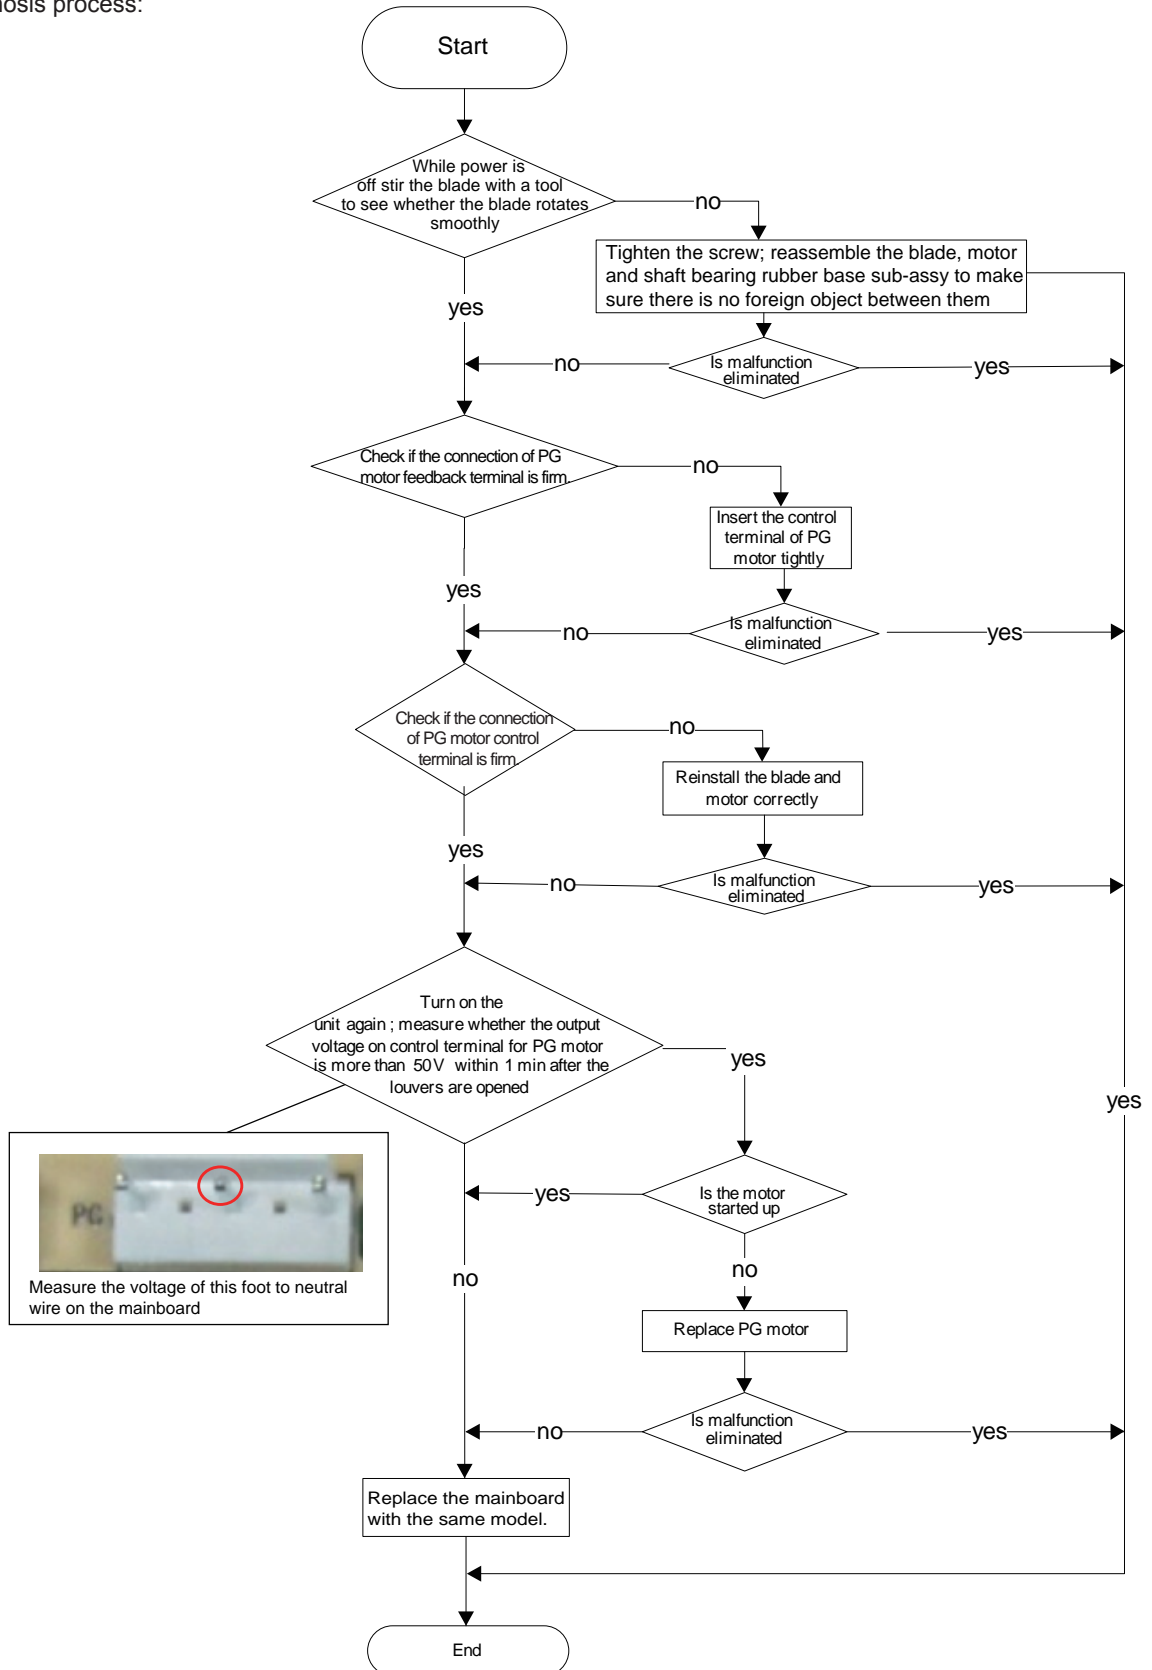 nosis process:
Start
While power is
off stir the blade with a tool
to see whether the blade rotates
smoothly
no
Tighten the screw; reassemble the blade, motor
and shaft bearing rubber base sub-assy to make
sure there is no foreign object between them
yes
Is malfunction
eliminated
no
yes
Check if the connection of PG
motor feedback terminal is firm.
no
Insert the control
terminal of PG
motor tightly
yes
Is malfunction
eliminated
no
yes
Check if the connection
of PG motor control
terminal is firm.
no
Reinstall the blade and
motor correctly
yes
Is malfunction
eliminated
no
yes
Turn on the
unit again ; measure whether the output
voltage on control terminal for PG motor
is more than 50V within 1 min after the
louvers are opened
yes
yes
PG
Measure the voltage of this foot to neutral
wire on the mainboard
Is the motor
started up
yes
no
no
Replace PG motor
Is malfunction
eliminated
no
yes
Replace the mainboard
with the same model.
End